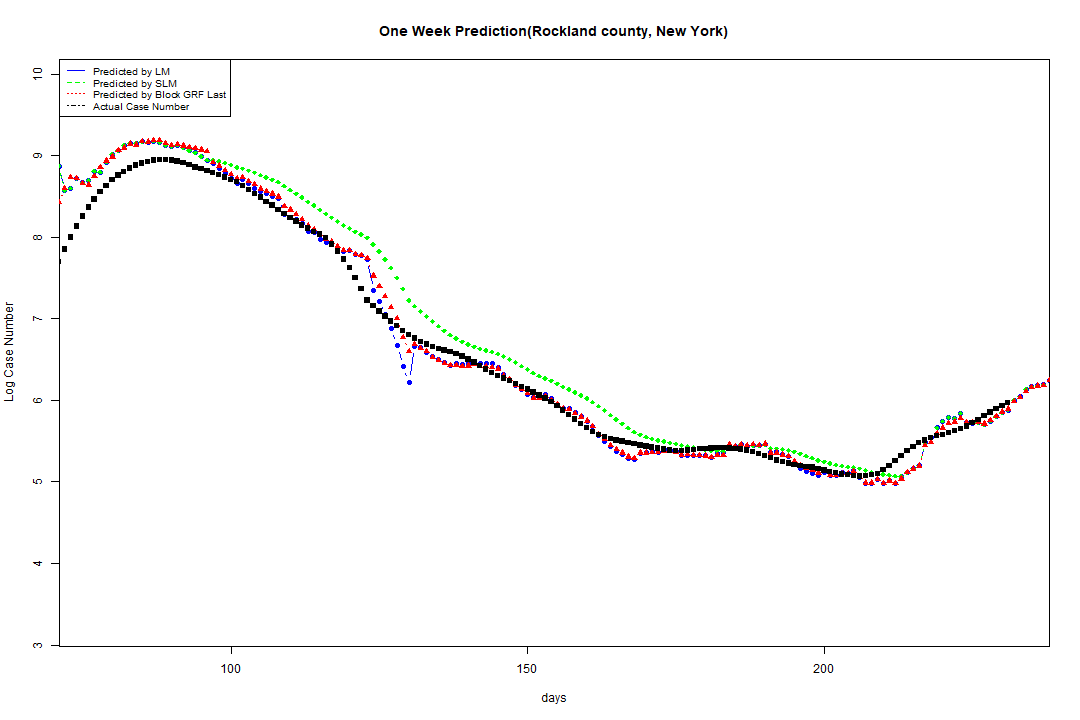 One Week Prediction(Rockland county, New York)
Predicted by LM
Predicted by SLM
Predicted by Block GRF Last
Actual Case Number
10
9
8
7
6
5
4
3
Log Case Number
100
150
200
days